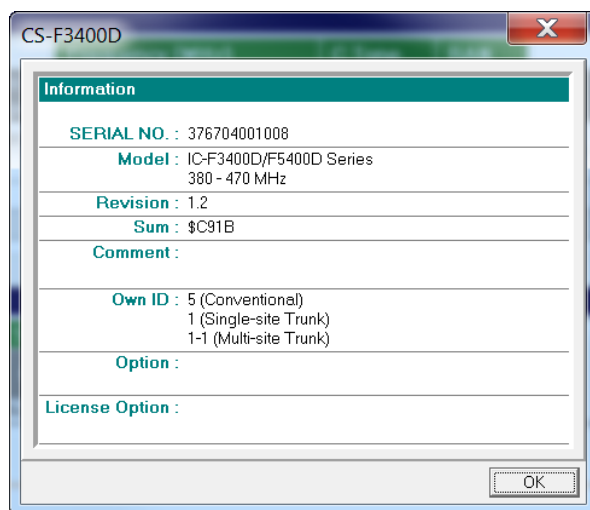 CS-F3400D
Information
SERIAL NO. : 376704001008
Model : IC-F3400D/F5400D Series
380 - 470 MHz
Revision : 1.2
Sum : $C91B
Comment :
Own ID : 5 (Conventional)
1 (Single-site Trunk)
1-1 (Multi-site Trunk)
Option :
License Option :
OK